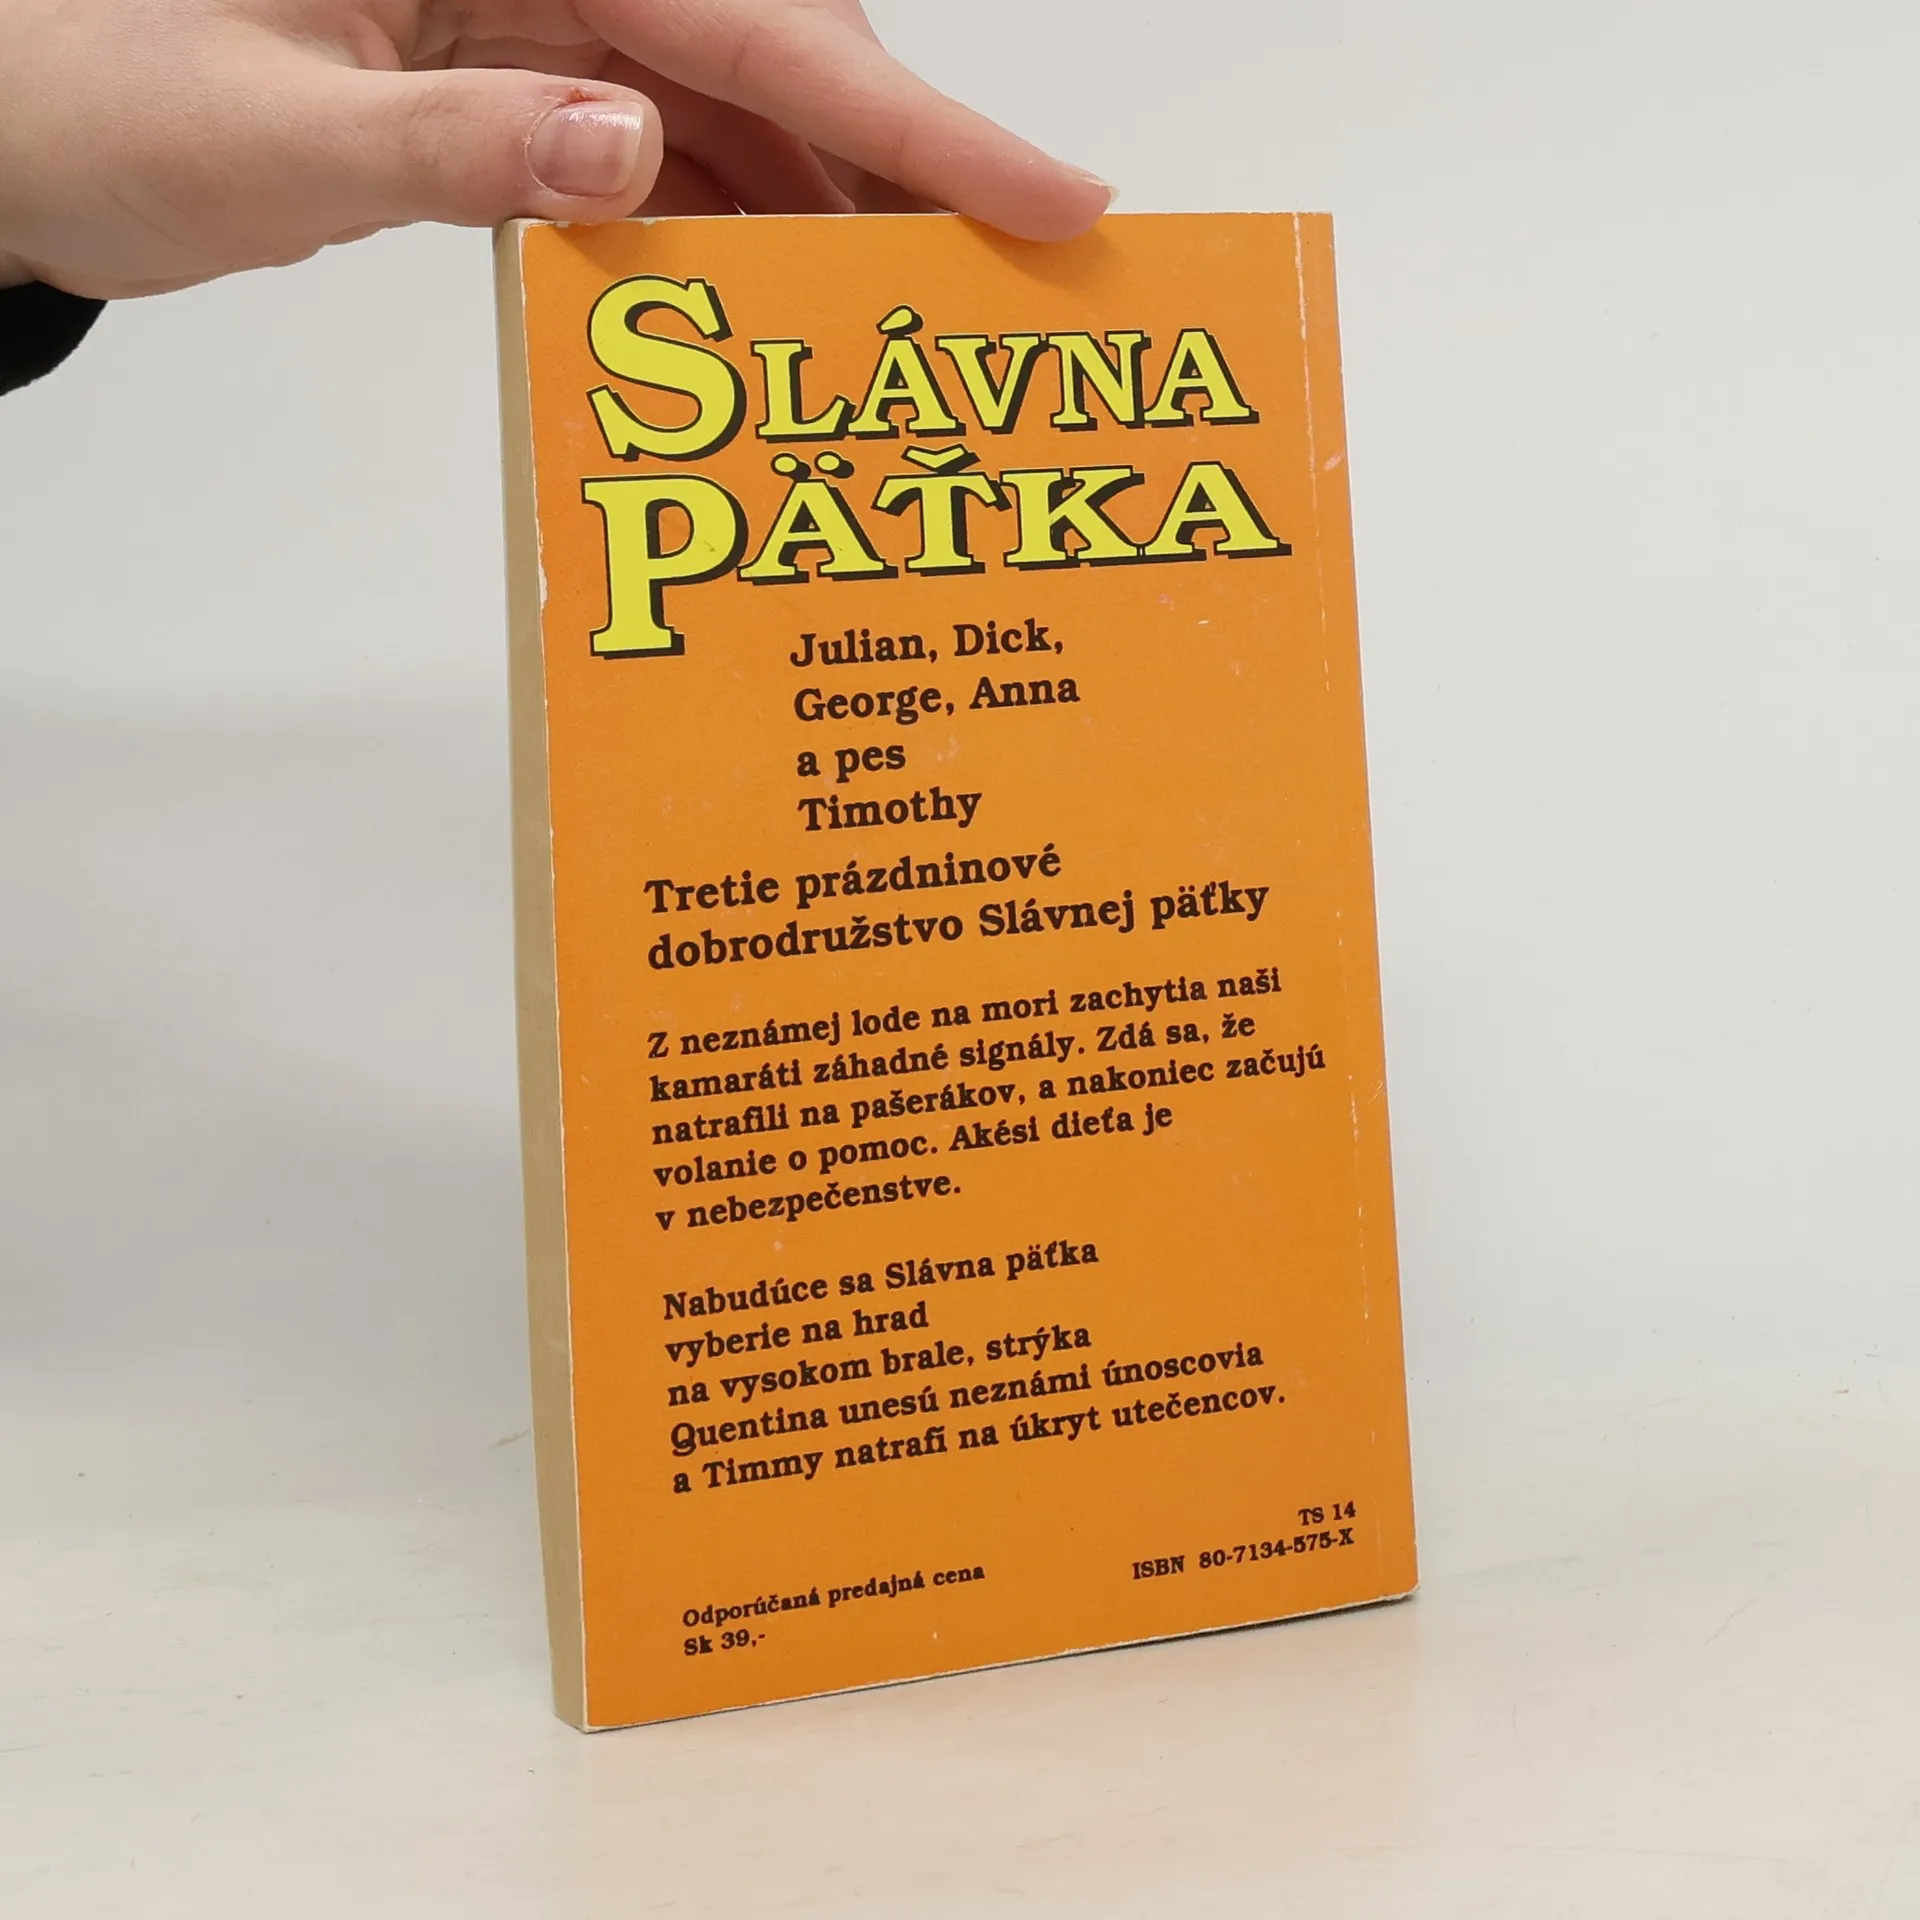 SLÁVNA
PÄŤKA
Julian, Dick,
George, Anna
a pes
Timothy
Tretie prázdninové
dobrodružstvo Slávnej päťky
Z neznámej lode na mori zachytia naši
kamaráti záhadné signály. Zdá sa, že
natrafili na pašerákov, a nakoniec začujú
volanie o pomoc. Akési dieťa je
v nebezpečenstve.
Nabudúce sa Slávna päťka
vyberie na hrad
na vysokom brale, strýka
Quentina unesú neznámi únoscovia
a Timmy natrafí na úkryt utečencov.
TS 14
ISBN 80-7134-575-X
Odporúčaná predajná cena
Sk 39,-